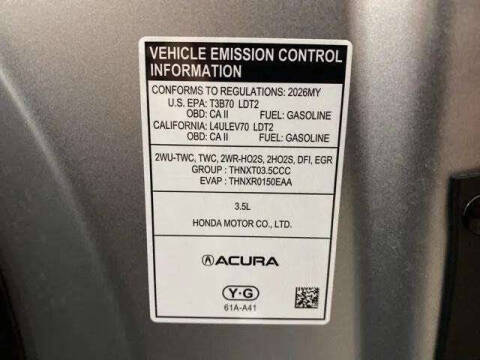 VEHICLE EMISSION CONTROL
INFORMATION
CONFORMS TO REGULATIONS: 2026MY
U.S. EPA: T3B70 LDT2
OBD: CA II FUEL: GASOLINE
CALIFORNIA: L4ULEV70 LDT2
OBD: CA II FUEL: GASOLINE
2WU-TWC, TWC, 2WR-HO2S, 2HO2S, DFI, EGR
GROUP : THNXT03.5CCC
EVAP : THNXR0150EAA
3.5L
HONDA MOTOR CO., LTD.
ACURA
Y·G
61A-A41